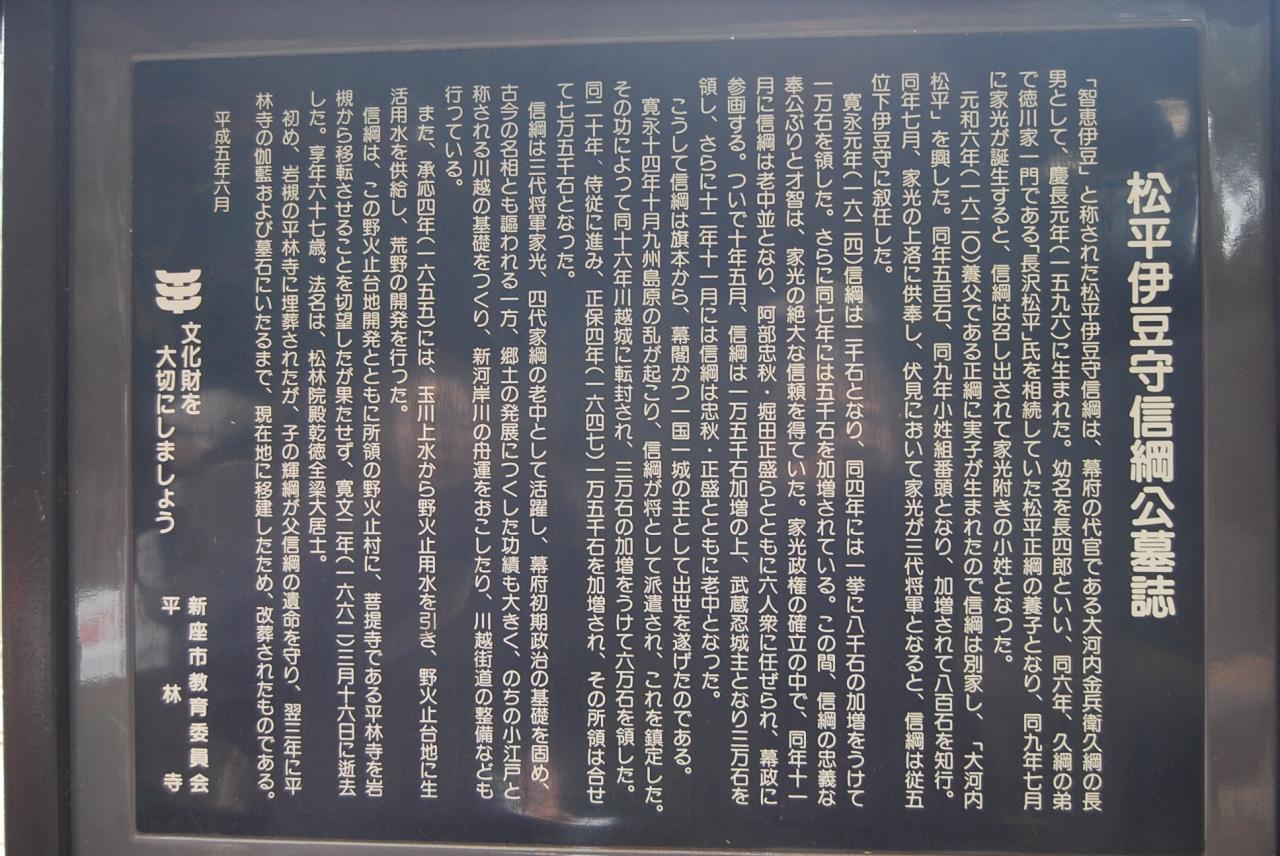 松平伊豆守信綱公墓誌
「智恵伊豆」と称された松平伊豆守信綱は、幕府の代官である大河内金兵衛久綱の長
男として、慶長元年(一五九六)に生まれた。幼名を長四郎といい、同六年、久綱の弟
で徳川家一門である「長沢松平」氏を相続していた松平正綱の養子となり、同九年七月
に家光が誕生すると、信綱は召し出されて家光附きの小姓となった。
元和六年(一六二〇)養父である正綱に実子が生まれたので信綱は別家し、「大河内
松平」を興した。同年五百石、同九年小姓組番頭となり、加増されて八百石を知行。
同年七月、家光の上洛に供奉し、伏見において家光が三代将軍となると、信綱は従五
位下伊豆守に叙任した。
寛永元年(一六二四)信綱は二千石となり、同四年には一挙に八千石の加増をうけて
一万石を領した。さらに同七年には五千石を加増されている。この間、信綱の忠義な
奉公ぶりと才智は、家光の絶大な信頼を得ていた。家光政権の確立の中で、同年十一
月に信綱は老中並となり、阿部忠秋・堀田正盛らとともに六人衆に任ぜられ、幕政に
参画する。ついで十年五月、信綱は一万五千石加増の上、武蔵忍城主となり三万石を
領し、さらに十二年十一月には信綱は忠秋・正盛とともに老中となった。
こうして信綱は旗本から、幕閣かつ一国一城の主として出世を遂げたのである。
寛永十四年十月九州島原の乱が起こり、信綱が将として派遣され、これを鎮定した。
その功によって同十六年川越城に転封され、三万石の加増をうけて六万石を領した。
同二十年、侍従に進み、正保四年(一六四七)一万五千石を加増され、その所領は合せ
て七万五千石となった。
信綱は三代将軍家光、四代家綱の老中として活躍し、幕府初期政治の基礎を固め、
古今の名相とも謳われる一方、郷土の発展につくした功績も大きく、のちの小江戸と
称される川越の基礎をつくり、新河岸川の舟運をおこしたり、川越街道の整備なども
行っている。
また、承応四年(一六五五)には、玉川上水から野火止用水を引き、野火止台地に生
活用水を供給し、荒野の開発を行った。
信綱は、この野火止台地開発とともに所領の野火止村に、菩提寺である平林寺を岩
槻から移転させることを切望したが果たせず、寛文二年(一六六二)三月十六日に逝去
した。享年六十七歳。法名は、松林院殿乾徳全梁大居士。
初め、岩槻の平林寺に埋葬されたが、子の輝綱が父信綱の遺命を守り、翌三年に平
林寺の伽藍および墓石にいたるまで、現在地に移建したため、改葬されたものである。
平成五年六月
文化財を
大切にしましょう
新座市教育委員会
平林寺